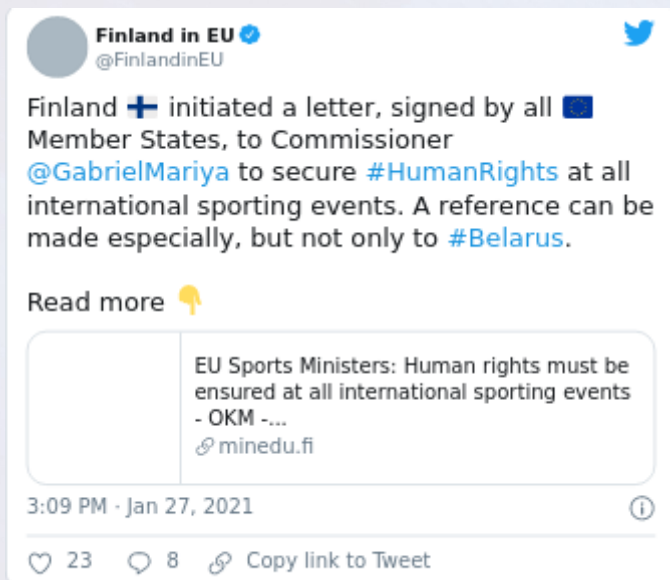 Finland in EU
@FinlandinEU
Finland 🇫🇮 initiated a letter, signed by all 🇪🇺
Member States, to Commissioner
@GabrielMariya to secure #HumanRights at all
international sporting events. A reference can be
made especially, but not only to #Belarus.
Read more 👇
EU Sports Ministers: Human rights must be
ensured at all international sporting events
- OKM -...
minedu.fi
3:09 PM · Jan 27, 2021
23 8 Copy link to Tweet